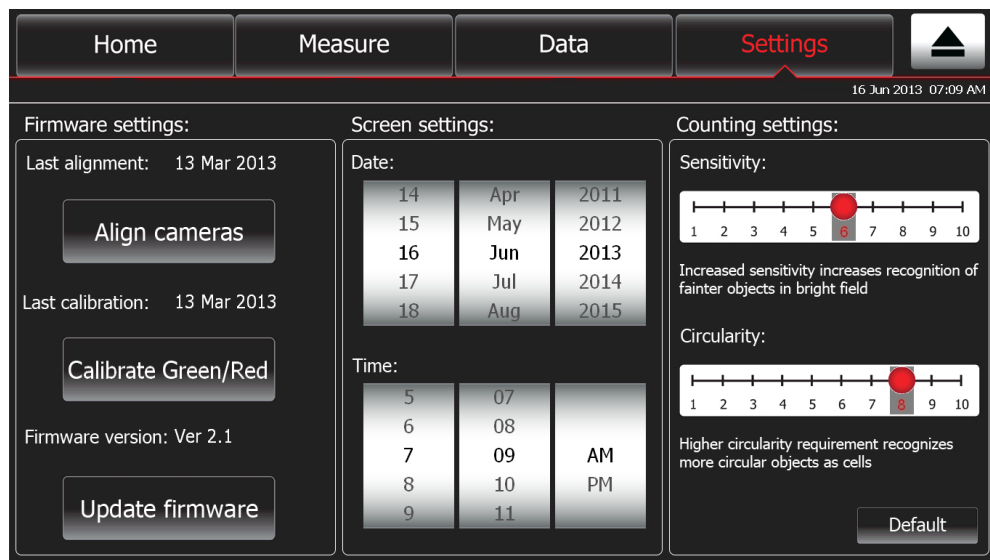 Home Measure Data Settings
16 Jun 2013 07:09 AM
Firmware settings:
Last alignment: 13 Mar 2013
Align cameras
Last calibration: 13 Mar 2013
Calibrate Green/Red
Firmware version: Ver 2.1
Update firmware
Screen settings:
Date:
14 Apr 2011
15 May 2012
16 Jun 2013
17 Jul 2014
18 Aug 2015
Time:
5 07
6 08
7 09 AM
8 10 PM
9 11
Counting settings:
Sensitivity:
1 2 3 4 5 6 7 8 9 10
Increased sensitivity increases recognition of
fainter objects in bright field
Circularity:
1 2 3 4 5 6 7 8 9 10
Higher circularity requirement recognizes
more circular objects as cells
Default